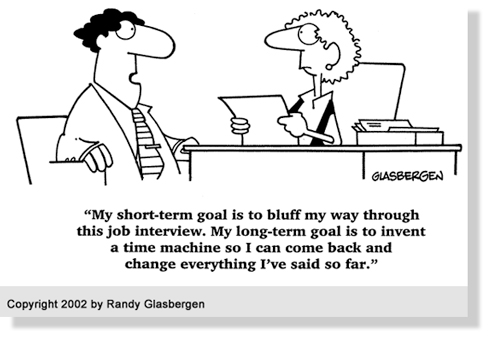 GLASBERGEN
“My short-term goal is to bluff my way through
this job interview. My long-term goal is to invent
a time machine so I can come back and
change everything I’ve said so far.”
Copyright 2002 by Randy Glasbergen